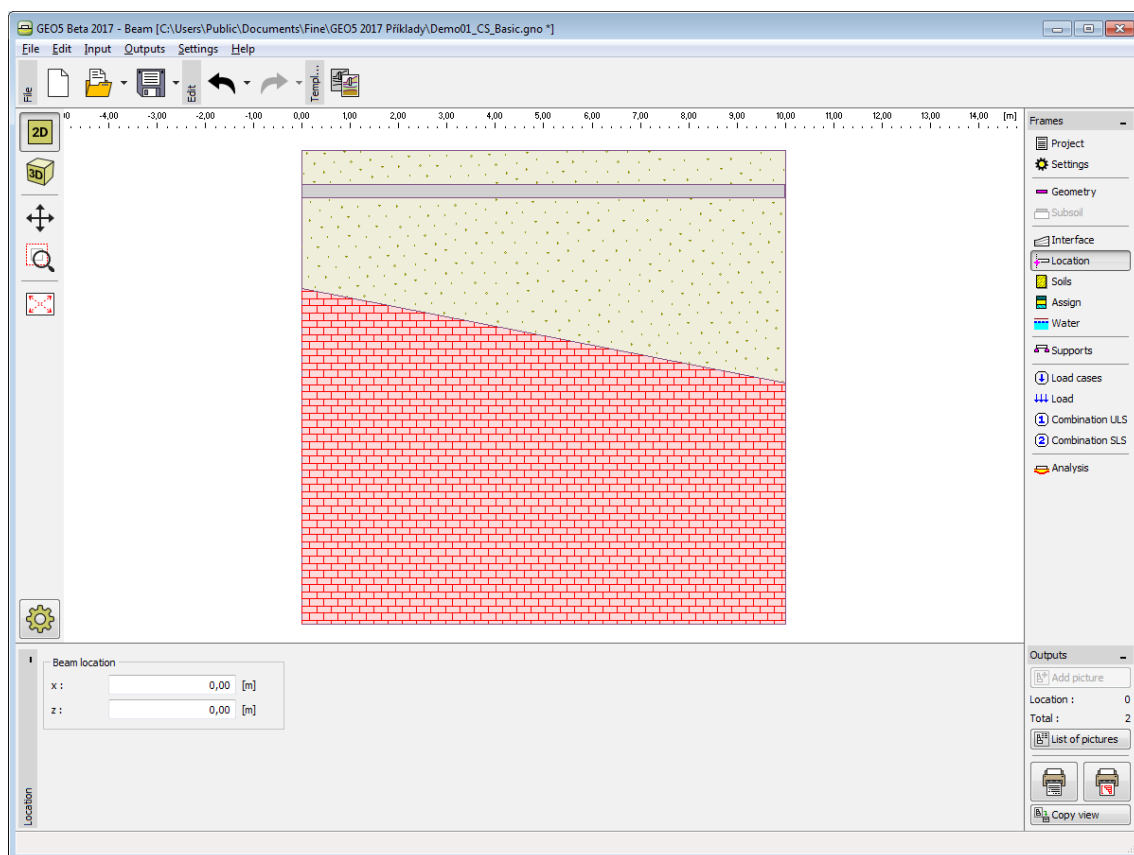 GEO5 Beta 2017 - Beam [C:\Users\Public\Documents\Fine\GEO5 2017 Příklady\Demo01_CS_Basic.gno *]
File Edit Input Outputs Settings Help
File
Edit
Templ...
-4,00 -3,00 -2,00 -1,00 0,00 1,00 2,00 3,00 4,00 5,00 6,00 7,00 8,00 9,00 10,00 11,00 12,00 13,00 14,00 [m]
2D
3D
Frames
Project
Settings
Geometry
Subsoil
Interface
Location
Soils
Assign
Water
Supports
Load cases
Load
1 Combination ULS
2 Combination SLS
Analysis
Location
Beam location
x : 0,00 [m]
z : 0,00 [m]
Outputs
Add picture
Location : 0
Total : 2
List of pictures
Copy view